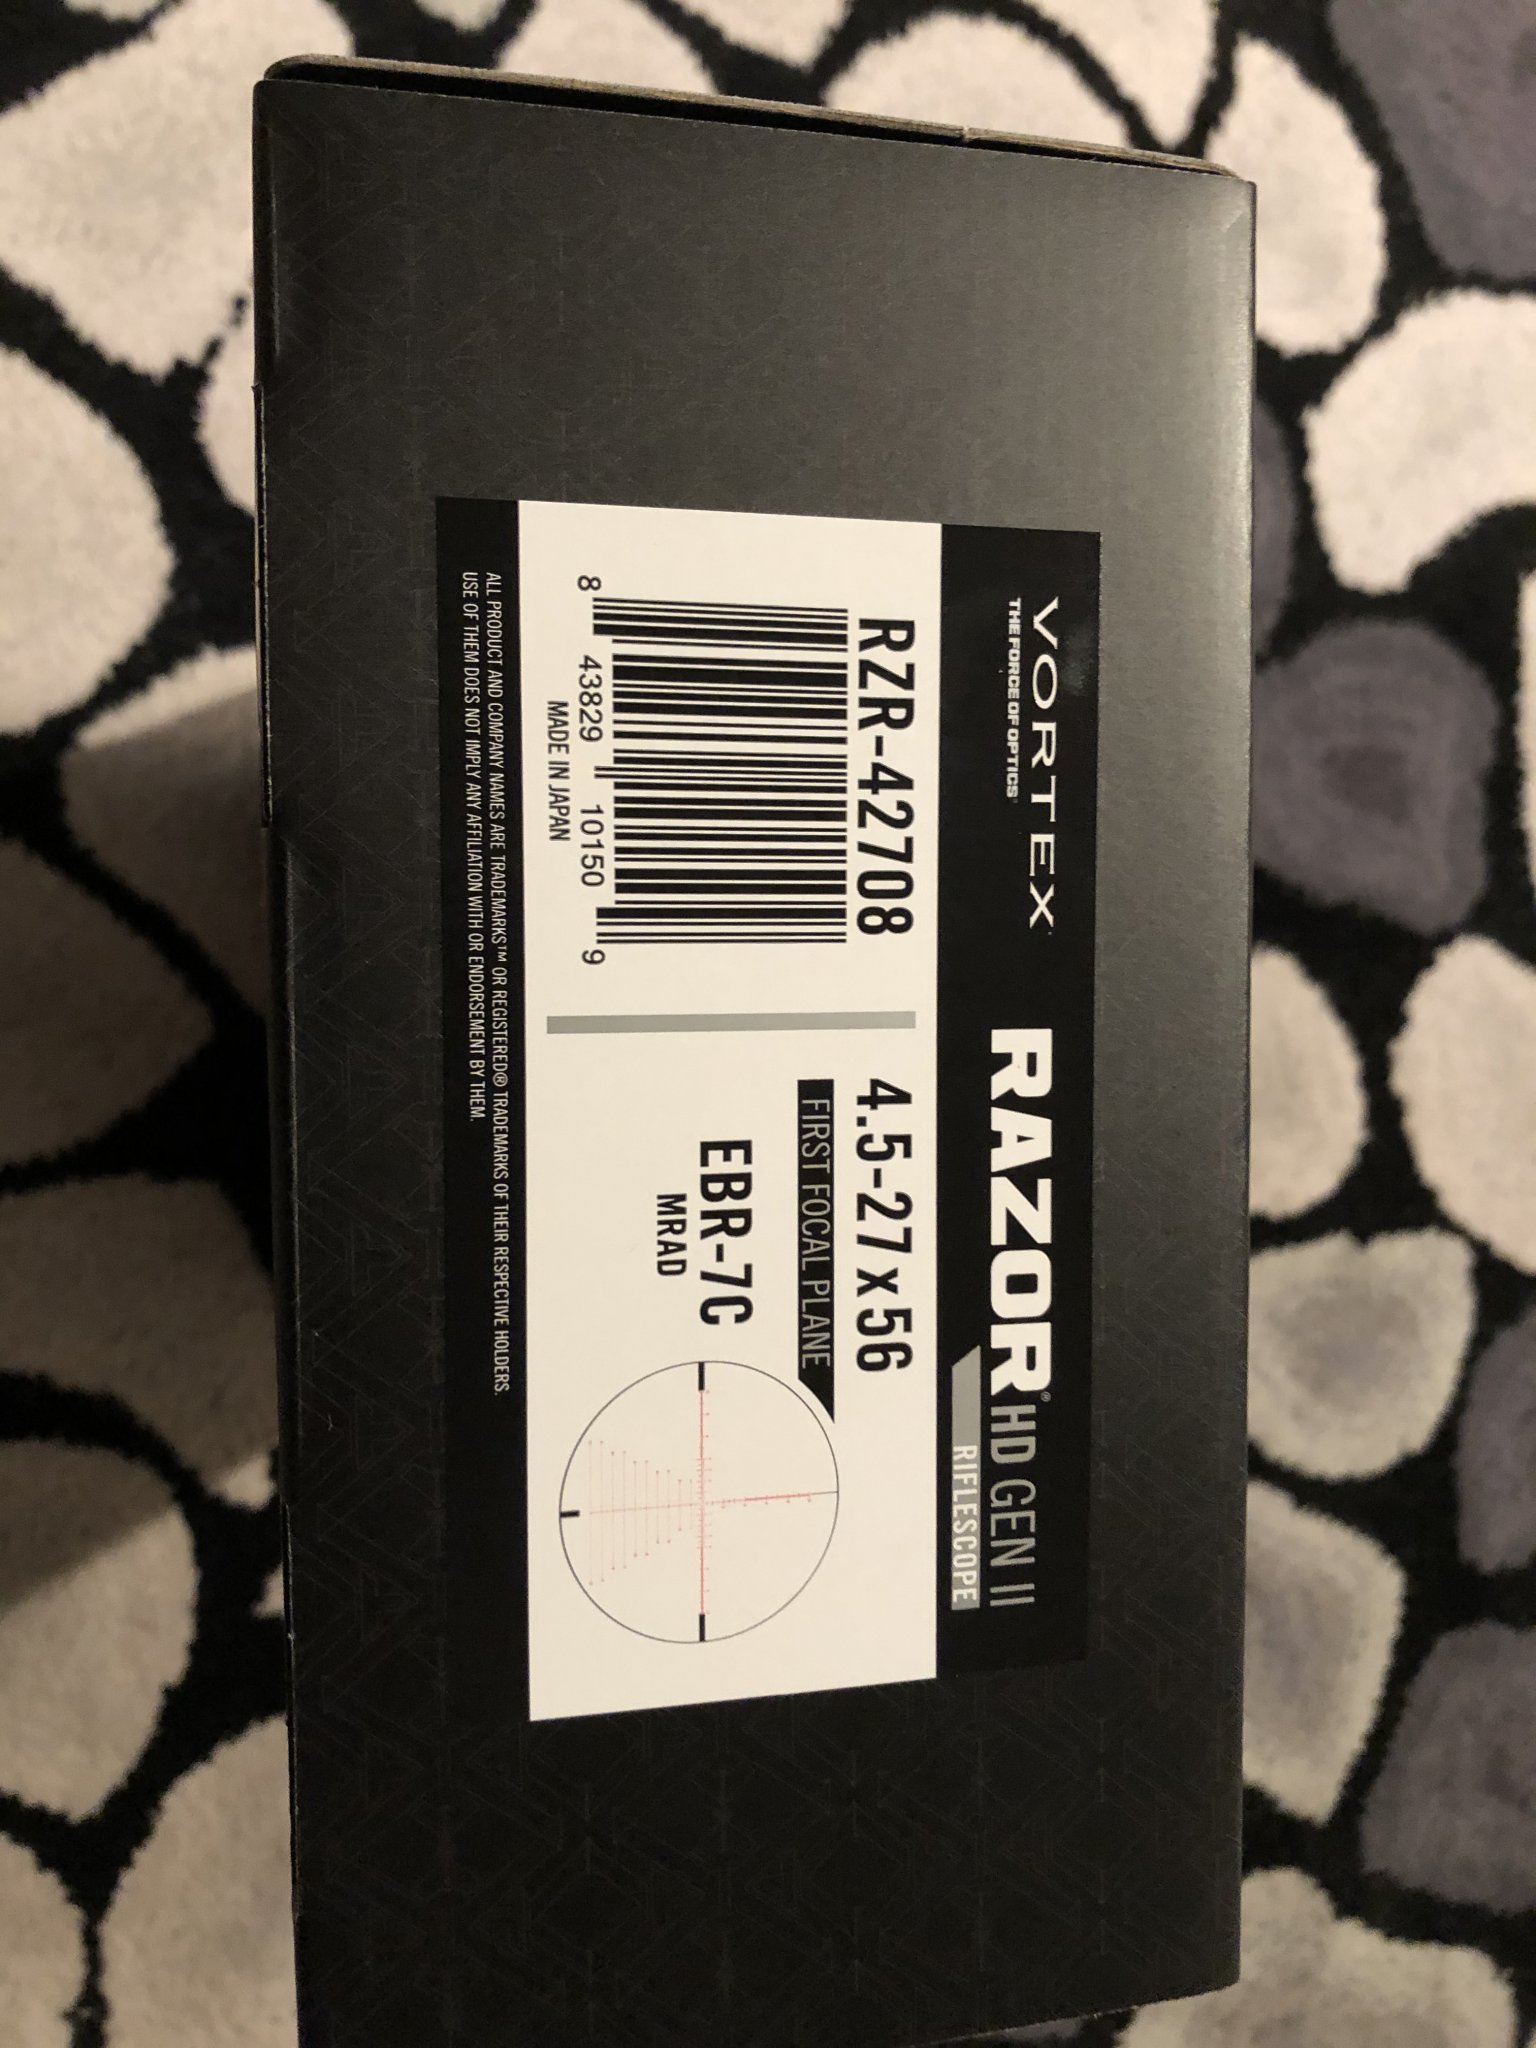 VORTEX
THE FORCE OF OPTICS®
RAZOR® HD GEN II
RIFLESCOPE
RZR-42708
8 43829 10150 9
MADE IN JAPAN
4.5-27x56
FIRST FOCAL PLANE
EBR-7C
MRAD
ALL PRODUCT AND COMPANY NAMES ARE TRADEMARKS™ OR REGISTERED® TRADEMARKS OF THEIR RESPECTIVE HOLDERS.
USE OF THEM DOES NOT IMPLY ANY AFFILIATION WITH OR ENDORSEMENT BY THEM.